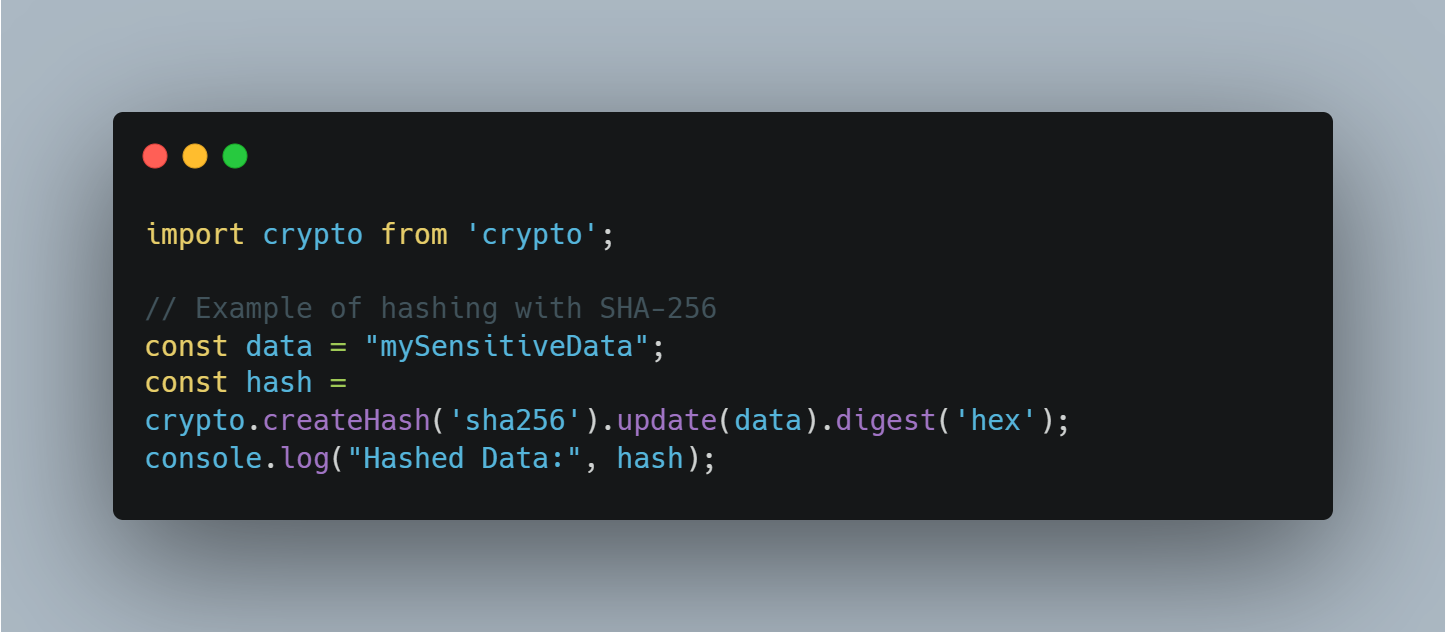 import crypto from 'crypto';
// Example of hashing with SHA-256
const data = "mySensitiveData";
const hash =
crypto.createHash('sha256').update(data).digest('hex');
console.log("Hashed Data:", hash);